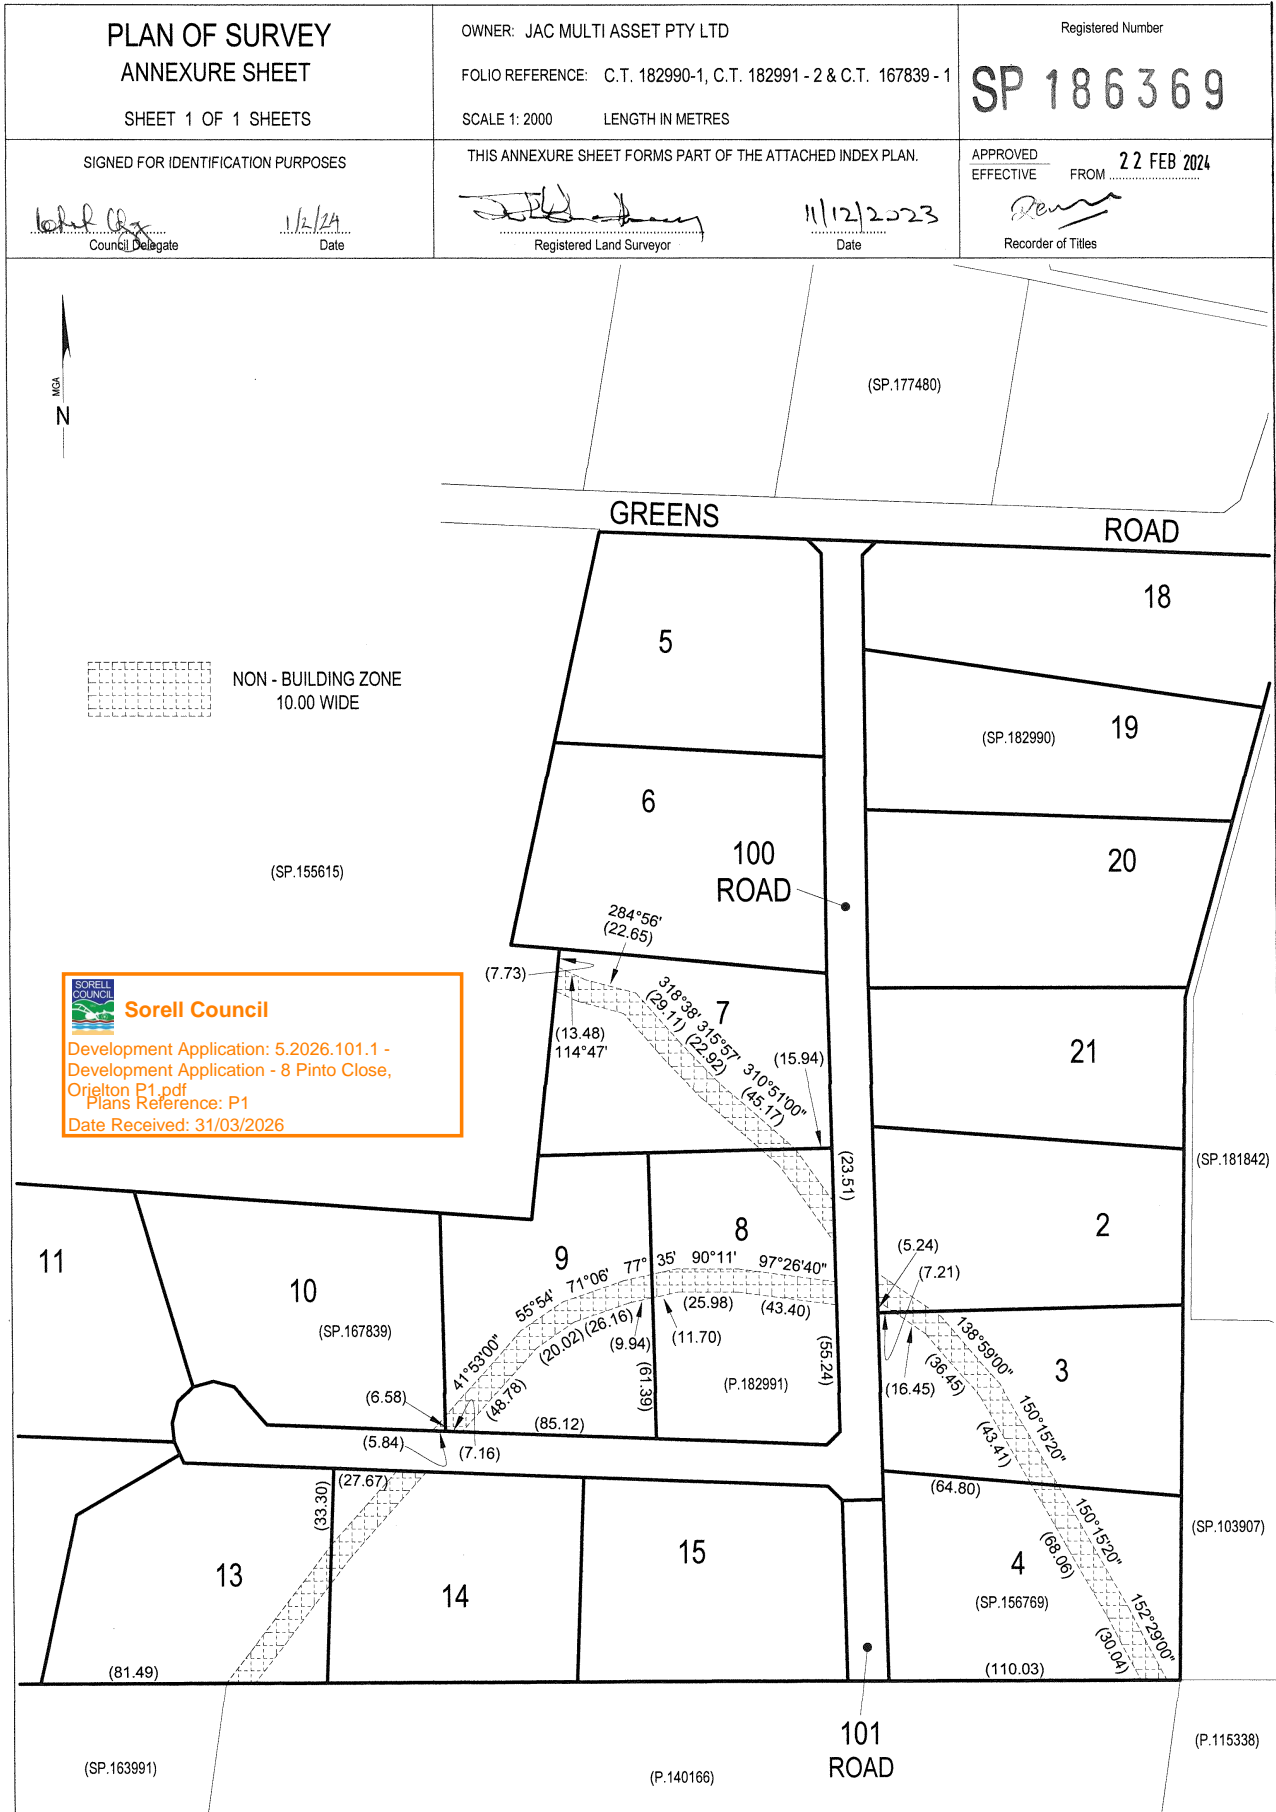 PLAN OF SURVEY
ANNEXURE SHEET
SHEET 1 OF 1 SHEETS
OWNER: JAC MULTI ASSET PTY LTD
FOLIO REFERENCE: C.T. 182990-1, C.T. 182991 - 2 & C.T. 167839 - 1
SCALE 1: 2000 LENGTH IN METRES
Registered Number
SP 186369
SIGNED FOR IDENTIFICATION PURPOSES
1/2/24
Council Delegate Date
THIS ANNEXURE SHEET FORMS PART OF THE ATTACHED INDEX PLAN.
11/12/2023
Registered Land Surveyor Date
APPROVED
EFFECTIVE FROM 22 FEB 2024
Recorder of Titles
MGA
N
(SP.177480)
GREENS ROAD
18
5
NON - BUILDING ZONE
10.00 WIDE
19
(SP.182990)
6
100
ROAD
20
(SP.155615)
284°56'
(22.65)
(7.73)
318°38'
(29.11)
7
315°57'
(22.92)
310°51'00"
(45.17)
(13.48)
114°47'
(15.94)
21
SORELL
COUNCIL
Sorell Council
Development Application: 5.2026.101.1 -
Development Application - 8 Pinto Close,
Orielton P1.pdf
Plans Reference: P1
Date Received: 31/03/2026
(23.51)
(SP.181842)
11
10
(SP.167839)
9
8
2
(5.24)
(7.21)
41°53'00"
55°54'
71°06'
77° 35'
90°11'
97°26'40"
(48.78)
(20.02)
(26.16)
(9.94)
(11.70)
(25.98)
(43.40)
(61.39)
(55.24)
(P.182991)
(6.58)
(5.84)
(7.16)
(85.12)
(16.45)
(36.45)
138°59'00"
3
150°15'20"
(43.41)
(64.80)
(27.67)
(33.30)
13
14
15
4
(SP.156769)
150°15'20"
(68.06)
152°29'00"
(30.04)
(SP.103907)
(81.49)
(110.03)
101
ROAD
(SP.163991)
(P.140166)
(P.115338)